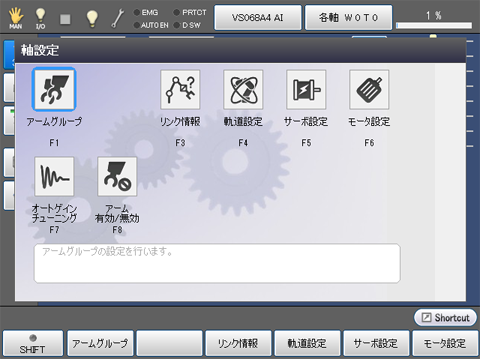 EMG
PRTCT
AUTO EN
D SW
MAN
I/O
VS068A4 AI
各軸 W0T0
1 %
軸設定
アームグループ
F1
リンク情報
F3
軌道設定
F4
サーボ設定
F5
モータ設定
F6
オートゲイン
チューニング
F7
アーム
有効/無効
F8
アームグループの設定を行います。
Shortcut
SHIFT
アームグループ
リンク情報
軌道設定
サーボ設定
モータ設定